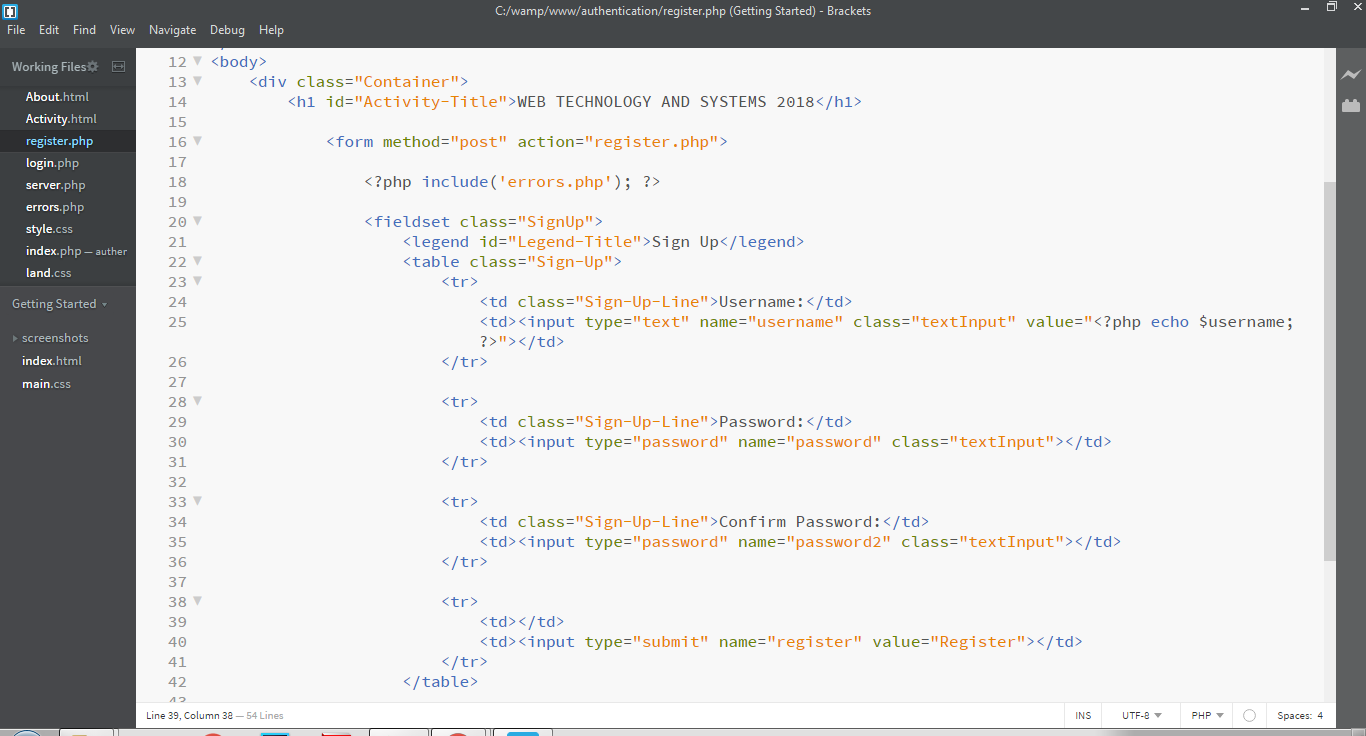 C:/wamp/www/authentication/register.php (Getting Started) - Brackets
File Edit Find View Navigate Debug Help
Working Files
About.html
Activity.html
register.php
login.php
server.php
errors.php
style.css
index.php — auther
land.css
Getting Started
screenshots
index.html
main.css
12 <body>
13 <div class="Container">
14 <h1 id="Activity-Title">WEB TECHNOLOGY AND SYSTEMS 2018</h1>
15
16 <form method="post" action="register.php">
17
18 <?php include('errors.php'); ?>
19
20 <fieldset class="SignUp">
21 <legend id="Legend-Title">Sign Up</legend>
22 <table class="Sign-Up">
23 <tr>
24 <td class="Sign-Up-Line">Username:</td>
25 <td><input type="text" name="username" class="textInput" value="<?php echo $username;
?>"></td>
26 </tr>
27
28 <tr>
29 <td class="Sign-Up-Line">Password:</td>
30 <td><input type="password" name="password" class="textInput"></td>
31 </tr>
32
33 <tr>
34 <td class="Sign-Up-Line">Confirm Password:</td>
35 <td><input type="password" name="password2" class="textInput"></td>
36 </tr>
37
38 <tr>
39 <td></td>
40 <td><input type="submit" name="register" value="Register"></td>
41 </tr>
42 </table>
43
Line 39, Column 38 — 54 Lines
INS UTF-8 PHP Spaces: 4